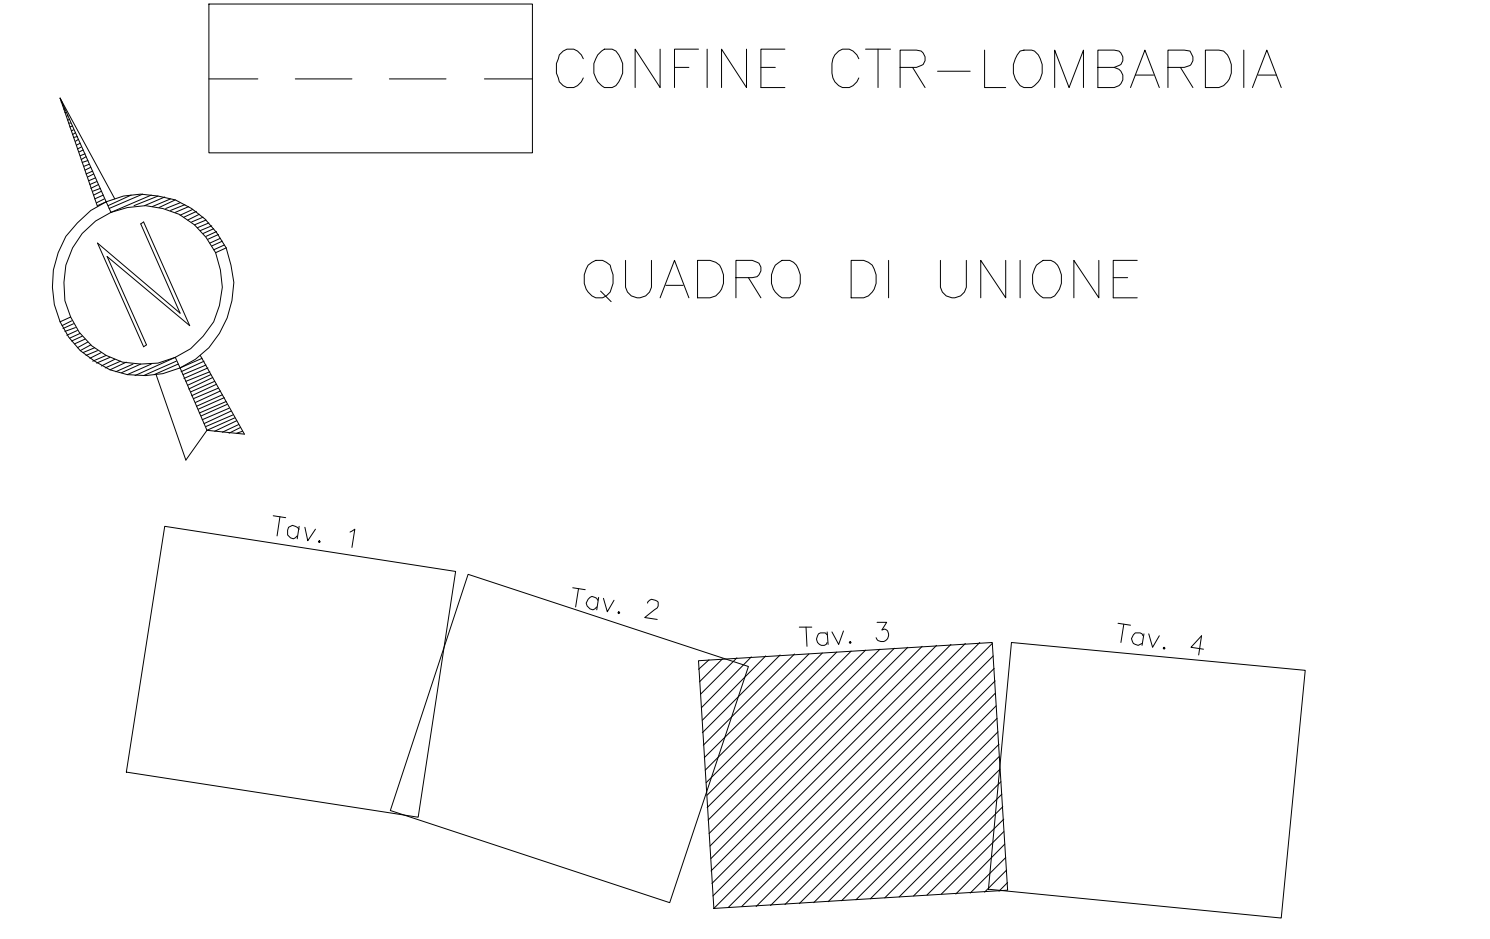 CONFINE CTR-LOMBARDIA
N
QUADRO DI UNIONE
Tav. 1
Tav. 2
Tav. 3
Tav. 4